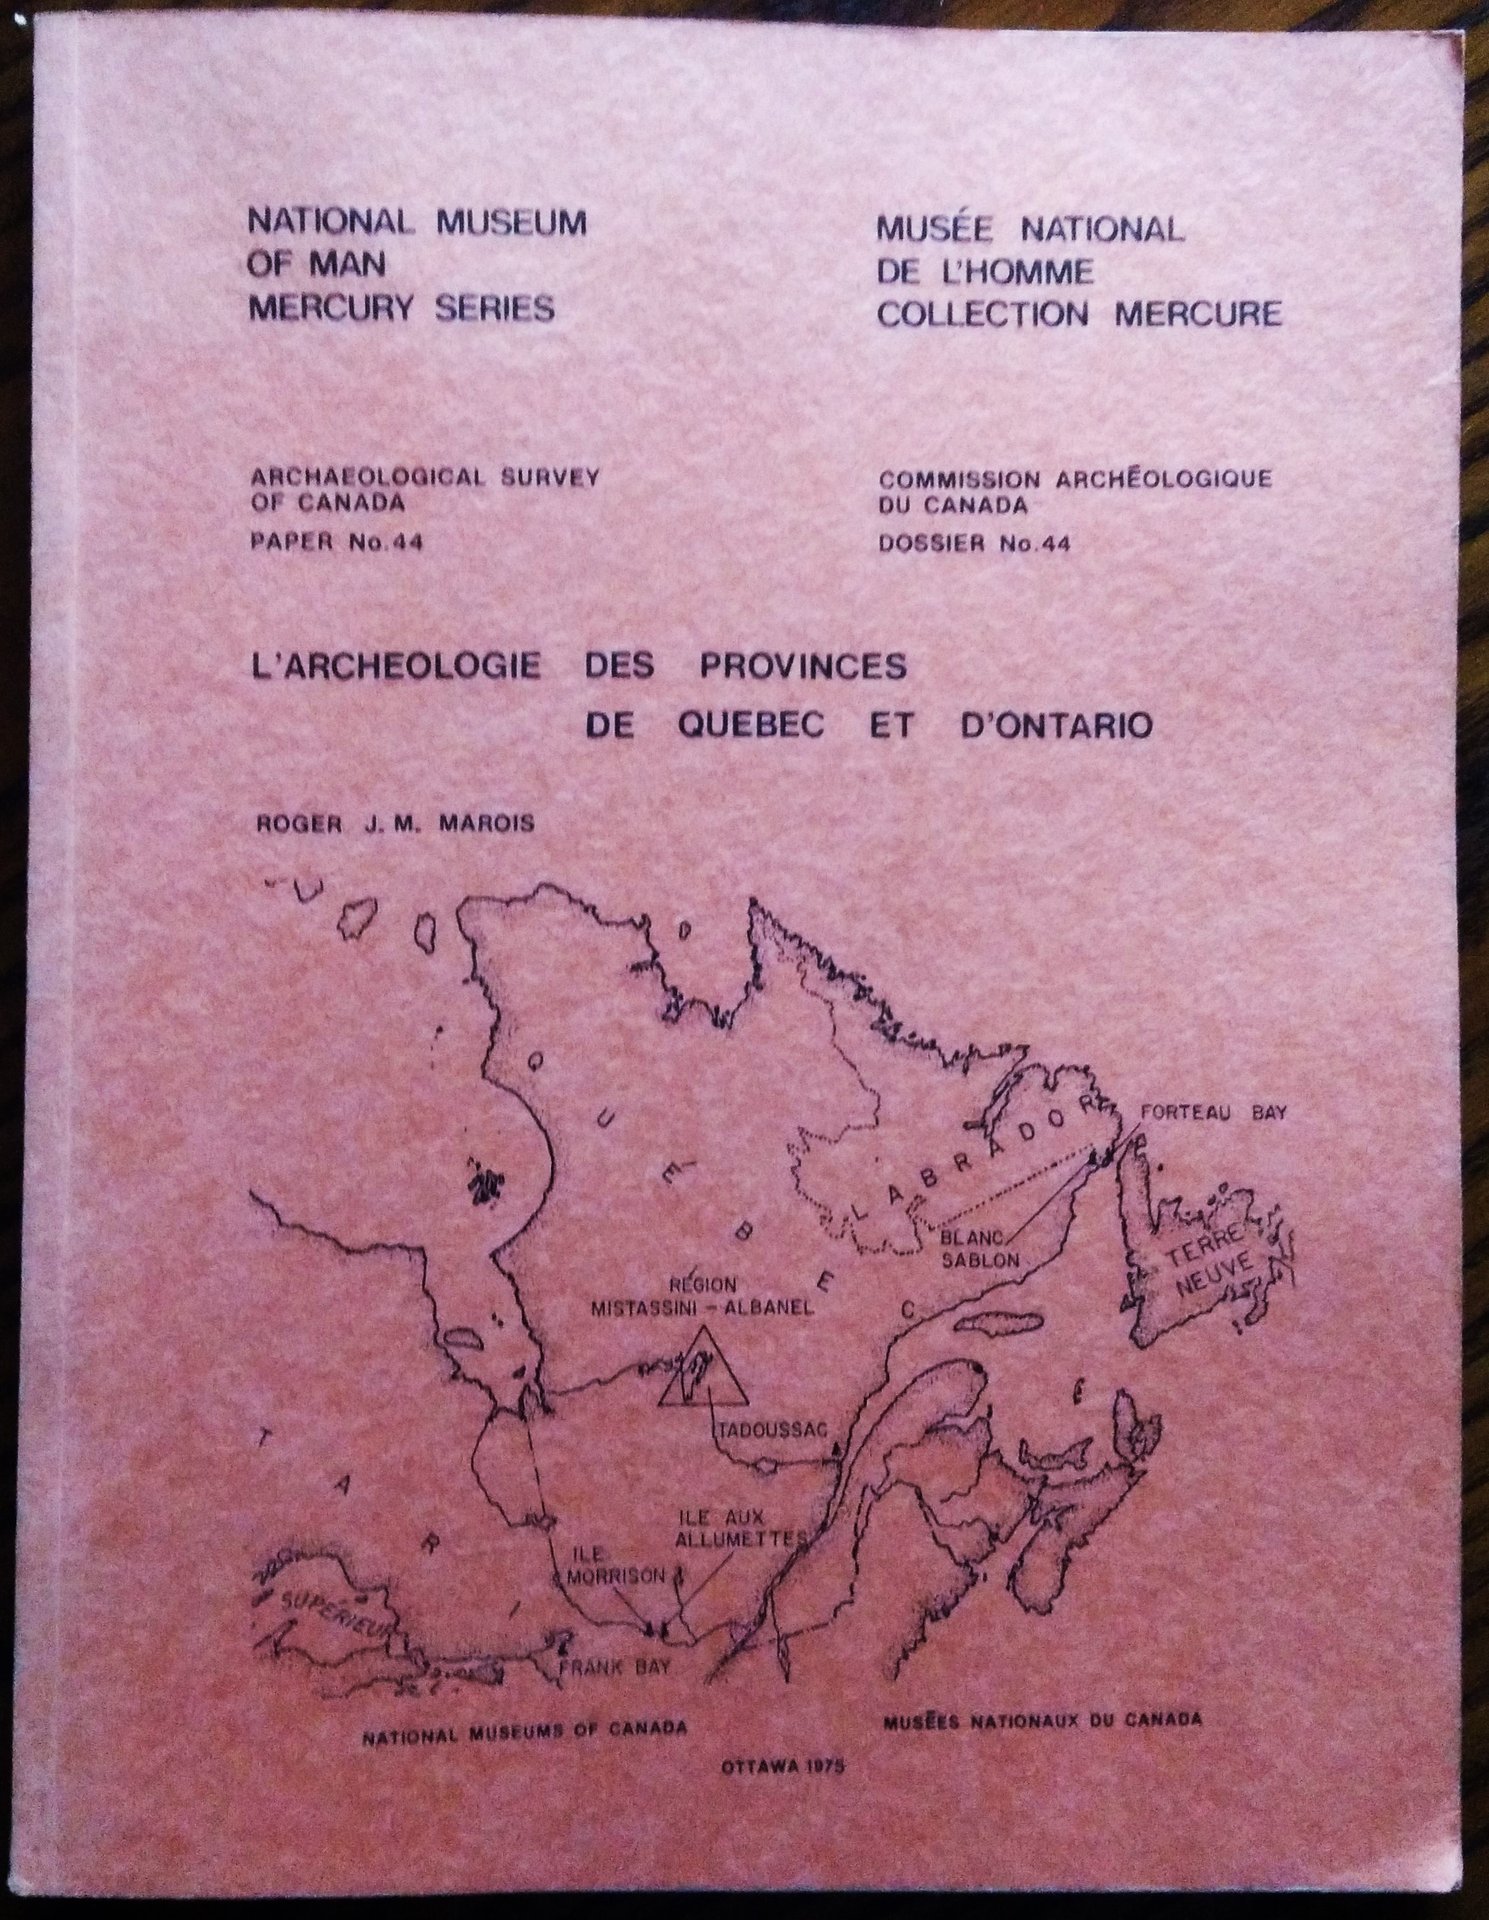 NATIONAL MUSEUM
OF MAN
MERCURY SERIES
MUSÉE NATIONAL
DE L'HOMME
COLLECTION MERCURE
ARCHAEOLOGICAL SURVEY
OF CANADA
PAPER No. 44
COMMISSION ARCHÉOLOGIQUE
DU CANADA
DOSSIER No. 44
L'ARCHEOLOGIE DES PROVINCES
DE QUEBEC ET D'ONTARIO
ROGER J. M. MAROIS
QUÉBEC
LABRADOR
FORTEAU BAY
BLANC
SABLON
TERRE
NEUVE
RÉGION
MISTASSINI - ALBANEL
TADOUSSAC
TARI
ILE AUX
ALLUMETTES
ILE
MORRISON
SUPÉRIEUR
FRANK BAY
NATIONAL MUSEUMS OF CANADA
MUSÉES NATIONAUX DU CANADA
OTTAWA 1975